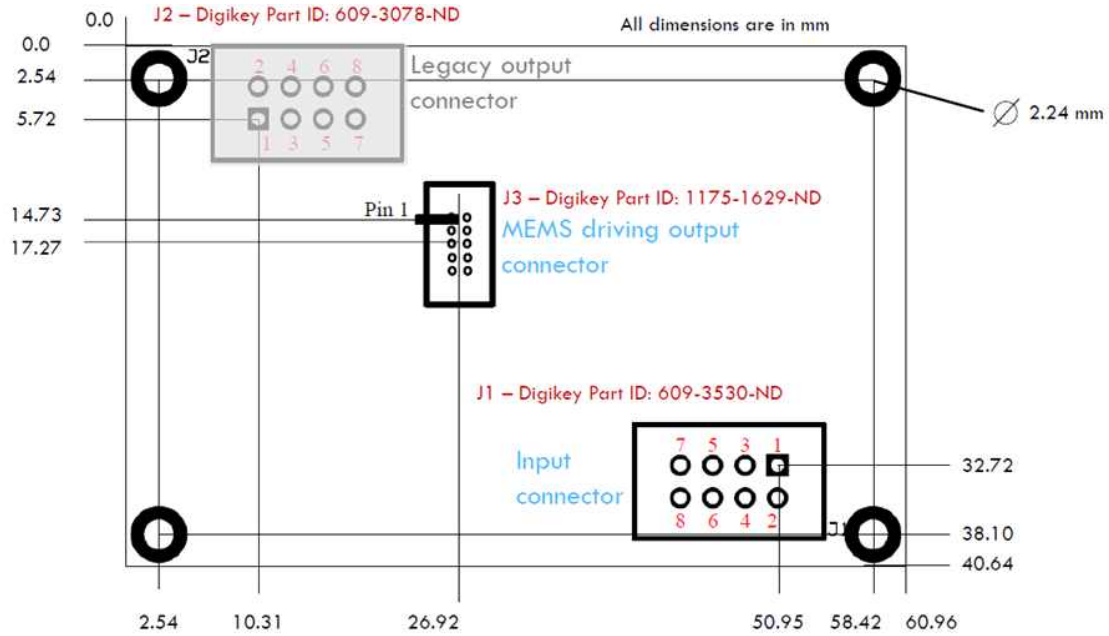 0.0
J2 – Digikey Part ID: 609-3078-ND
All dimensions are in mm
0.0
J2
2.54
2 4 6 8
Legacy output
connector
5.72
1 3 5 7
2.24 mm
J3 – Digikey Part ID: 1175-1629-ND
14.73
Pin 1
MEMS driving output
17.27
connector
J1 – Digikey Part ID: 609-3530-ND
7 5 3 1
Input
32.72
connector
8 6 4 2
J1
38.10
40.64
2.54 10.31 26.92 50.95 58.42 60.96